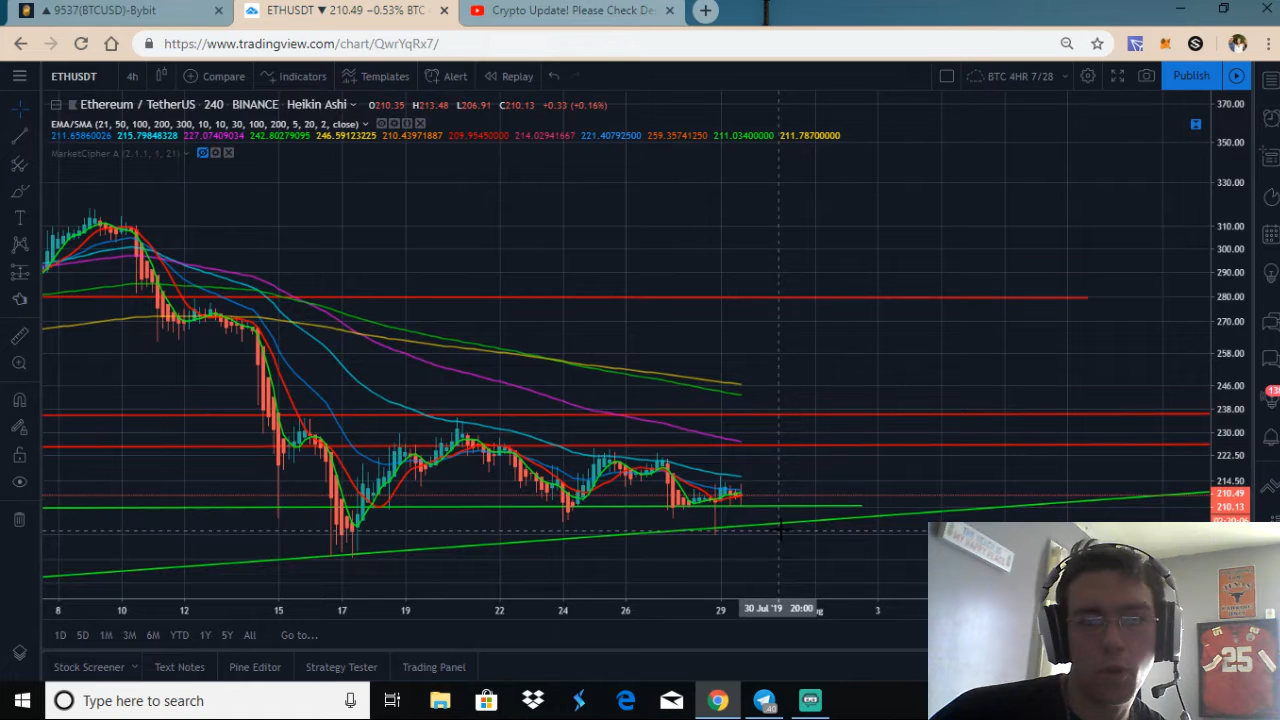 ▲ 9537(BTCUSD)-Bybit
ETHUSDT ▼ 210.49 −0.53% BTC
Crypto Update! Please Check De
https://www.tradingview.com/chart/QwrYqRx7/
ETHUSDT 4h Compare Indicators Templates Alert Replay BTC 4HR 7/28 Publish
Ethereum / TetherUS · 240 · BINANCE · Heikin Ashi O210.35 H213.48 L206.91 C210.13 +0.33 (+0.16%)
EMA/SMA (21, 50, 100, 200, 300, 10, 10, 30, 100, 200, 5, 20, 2, close)
211.65860026 215.79848328 227.07409034 242.80279095 246.59123225 210.43971887 209.95450000 214.02941667 221.40792500 259.35741250 211.03400000 211.78700000
MarketCipher A (2.1.1, 1, 21)
370.00
350.00
330.00
310.00
300.00
290.00
280.00
270.00
258.00
246.00
238.00
230.00
222.50
214.50
210.49
210.13
8 10 12 15 17 19 22 24 26 29 30 Jul '19 20:00 3
1D 5D 1M 3M 6M YTD 1Y 5Y All Go to...
Stock Screener Text Notes Pine Editor Strategy Tester Trading Panel
TEXAS
25
Type here to search
40